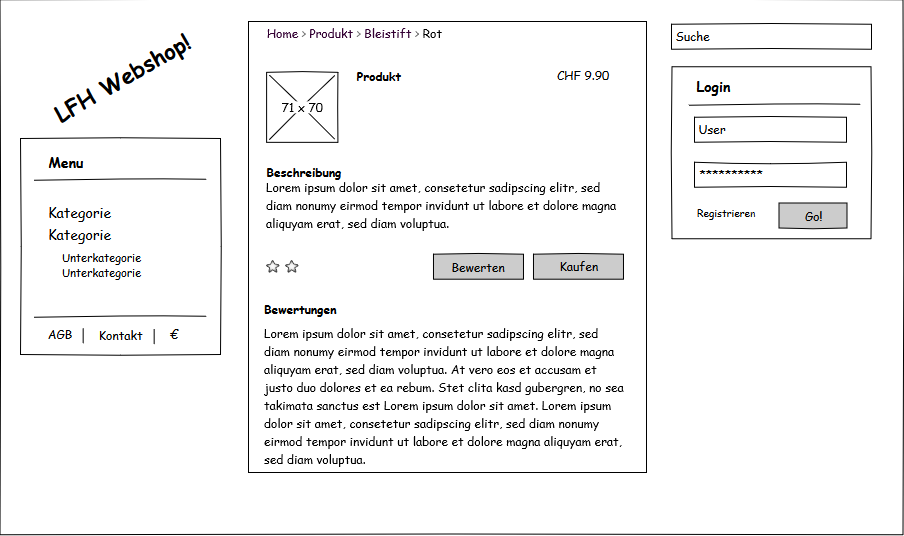 LFH Webshop!
Menu
Kategorie
Kategorie
Unterkategorie
Unterkategorie
AGB | Kontakt | €
Home > Produkt > Bleistift > Rot
71 x 70
Produkt
CHF 9.90
Beschreibung
Lorem ipsum dolor sit amet, consetetur sadipscing elitr, sed
diam nonumy eirmod tempor invidunt ut labore et dolore magna
aliquyam erat, sed diam voluptua.
Bewerten
Kaufen
Bewertungen
Lorem ipsum dolor sit amet, consetetur sadipscing elitr, sed
diam nonumy eirmod tempor invidunt ut labore et dolore magna
aliquyam erat, sed diam voluptua. At vero eos et accusam et
justo duo dolores et ea rebum. Stet clita kasd gubergren, no sea
takimata sanctus est Lorem ipsum dolor sit amet. Lorem ipsum
dolor sit amet, consetetur sadipscing elitr, sed diam nonumy
eirmod tempor invidunt ut labore et dolore magna aliquyam erat,
sed diam voluptua.
Suche
Login
User
**********
Registrieren
Go!